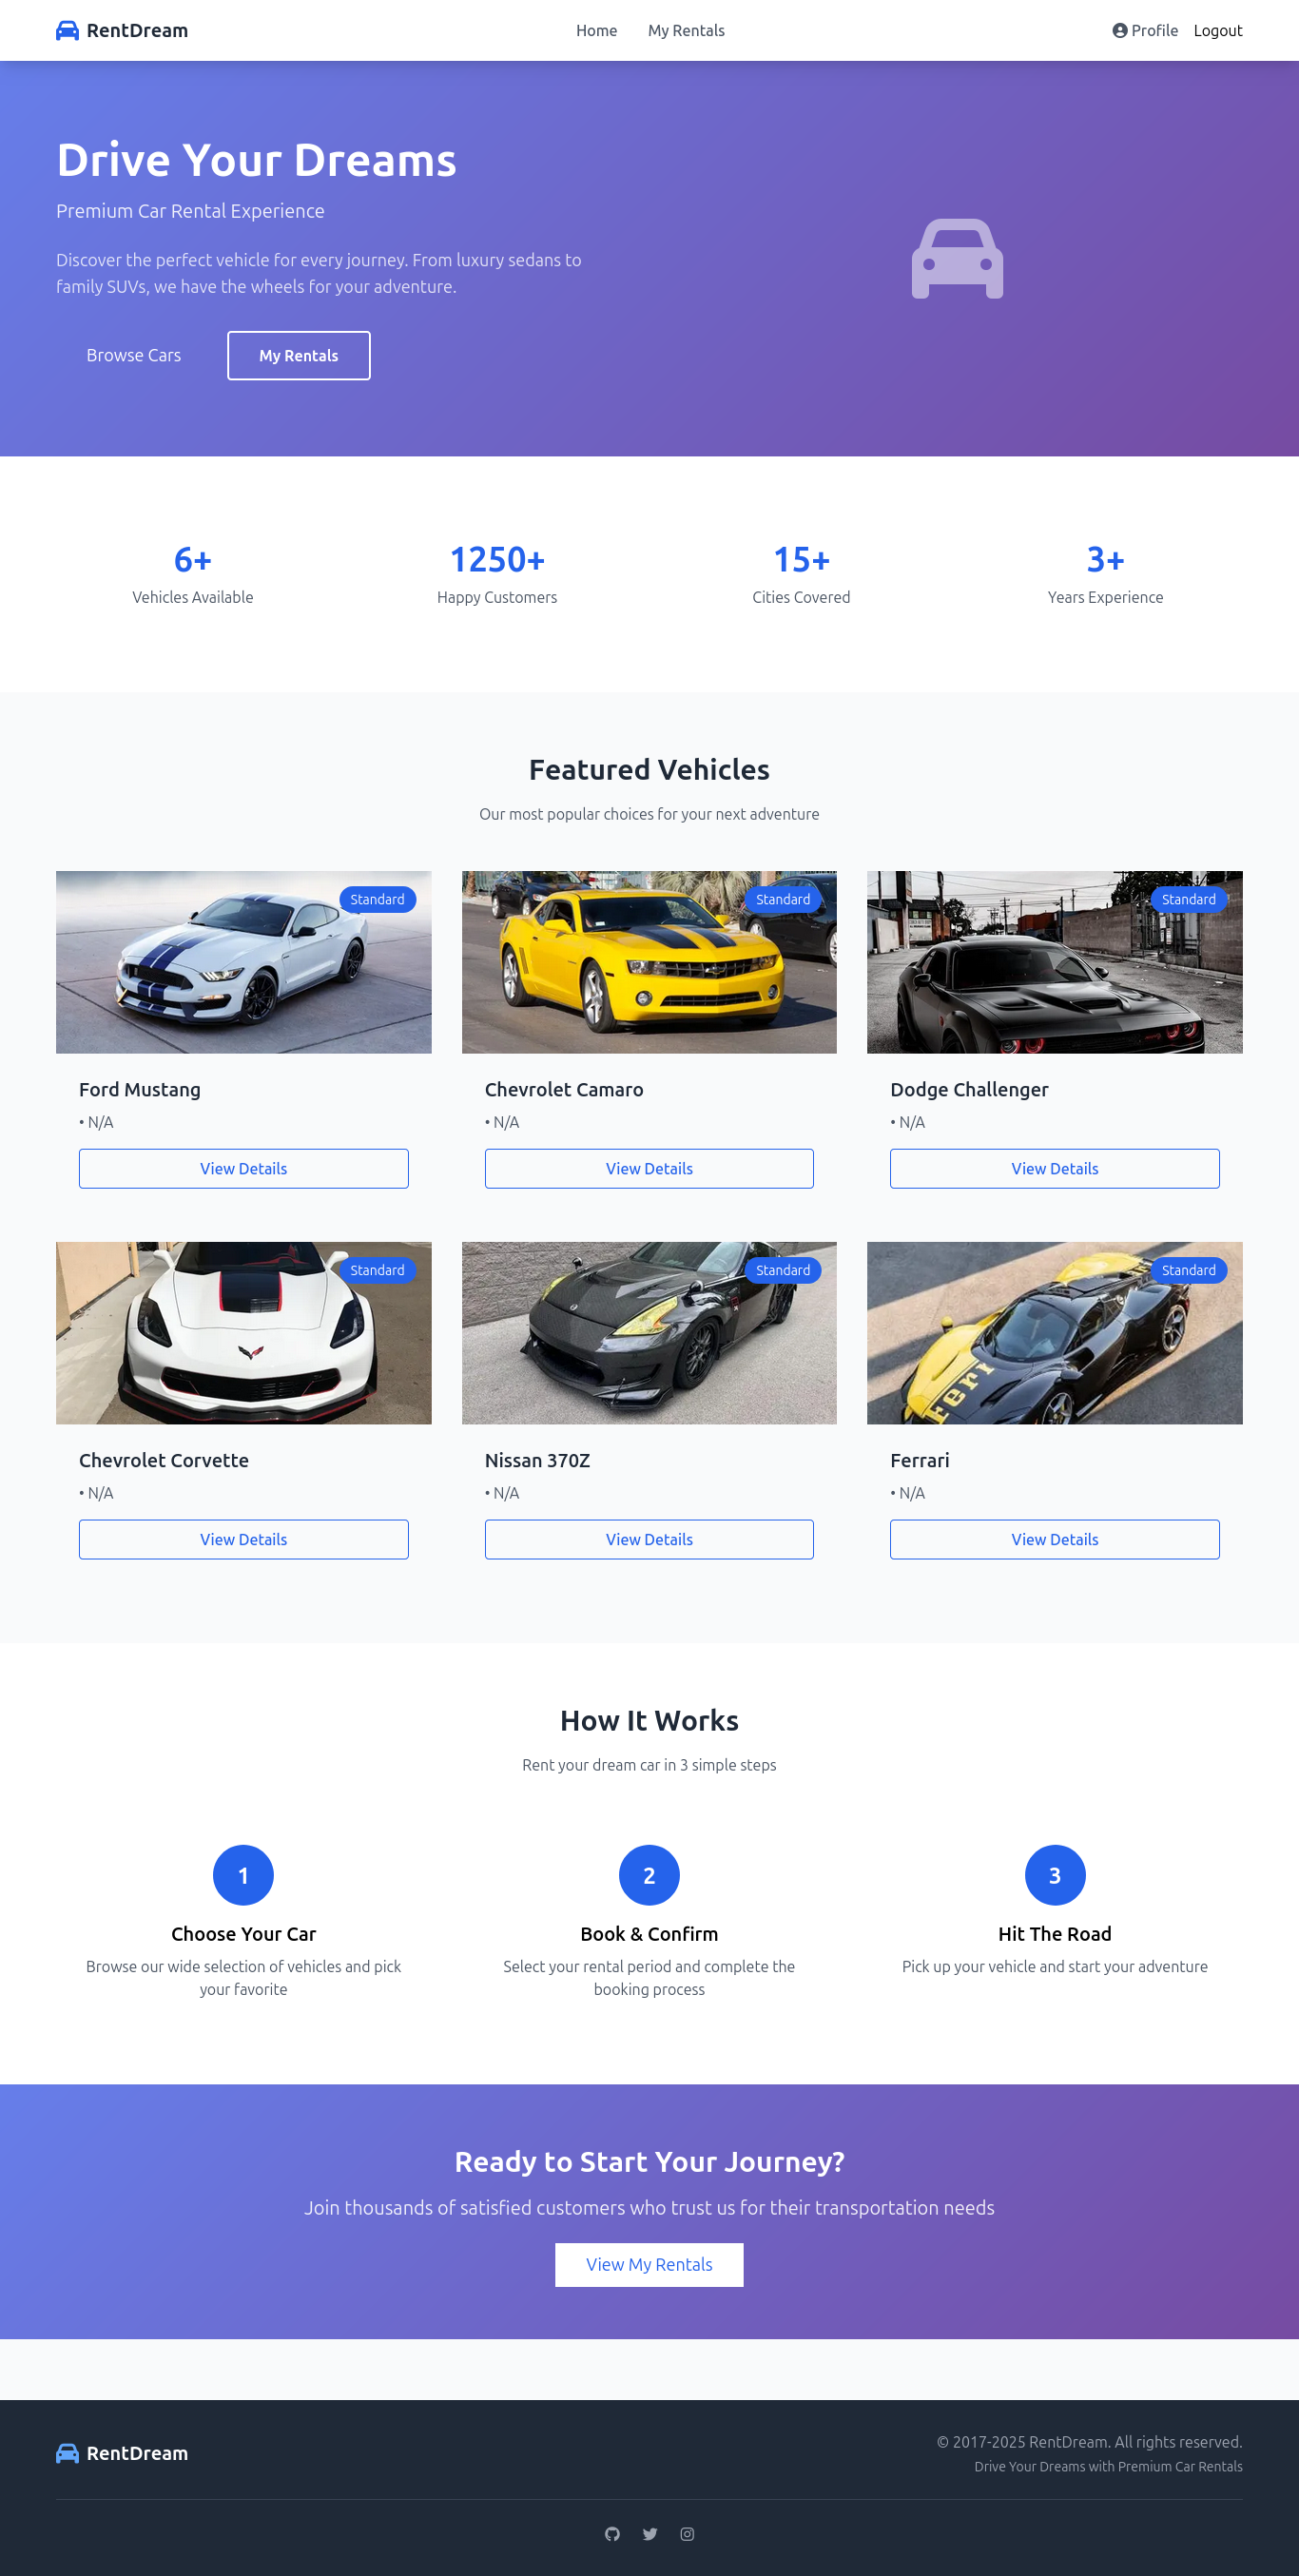 RentDream
Home
My Rentals
Profile
Logout
Drive Your Dreams
Premium Car Rental Experience
Discover the perfect vehicle for every journey. From luxury sedans to
family SUVs, we have the wheels for your adventure.
Browse Cars
My Rentals
6+
Vehicles Available
1250+
Happy Customers
15+
Cities Covered
3+
Years Experience
Featured Vehicles
Our most popular choices for your next adventure
Standard
Ford Mustang
• N/A
View Details
Standard
Chevrolet Camaro
• N/A
View Details
Standard
Dodge Challenger
• N/A
View Details
Standard
Chevrolet Corvette
• N/A
View Details
Standard
Nissan 370Z
• N/A
View Details
Standard
Ferrari
• N/A
View Details
How It Works
Rent your dream car in 3 simple steps
1
Choose Your Car
Browse our wide selection of vehicles and pick
your favorite
2
Book & Confirm
Select your rental period and complete the
booking process
3
Hit The Road
Pick up your vehicle and start your adventure
Ready to Start Your Journey?
Join thousands of satisfied customers who trust us for their transportation needs
View My Rentals
RentDream
© 2017-2025 RentDream. All rights reserved.
Drive Your Dreams with Premium Car Rentals